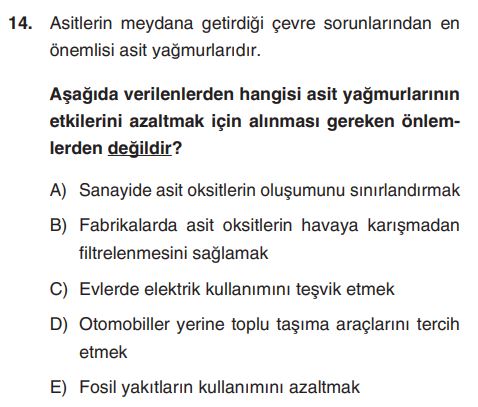 14. Asitlerin meydana getirdiği çevre sorunlarından en
önemlisi asit yağmurlarıdır.
Aşağıda verilenlerden hangisi asit yağmurlarının
etkilerini azaltmak için alınması gereken önlem-
lerden değildir?
A) Sanayide asit oksitlerin oluşumunu sınırlandırmak
B) Fabrikalarda asit oksitlerin havaya karışmadan
filtrelenmesini sağlamak
C) Evlerde elektrik kullanımını teşvik etmek
D) Otomobiller yerine toplu taşıma araçlarını tercih
etmek
E) Fosil yakıtların kullanımını azaltmak